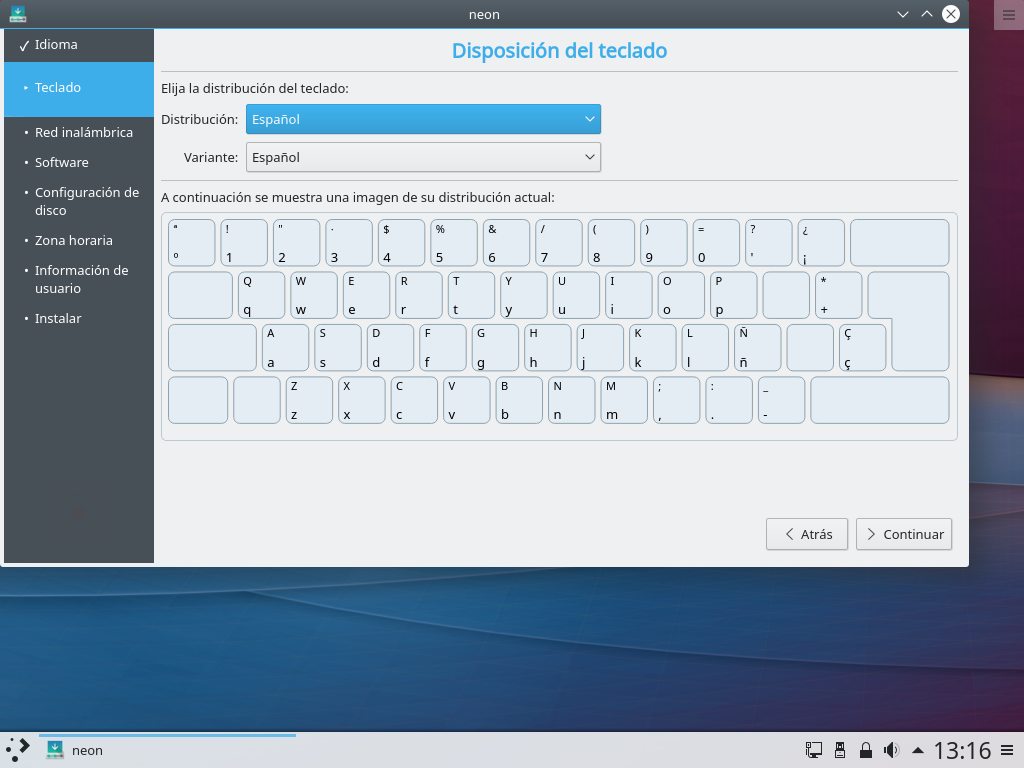 neon
✓ Idioma
▸ Teclado
• Red inalámbrica
• Software
• Configuración de
disco
• Zona horaria
• Información de
usuario
• Instalar
Disposición del teclado
Elija la distribución del teclado:
Distribución: Español
Variante: Español
A continuación se muestra una imagen de su distribución actual:
ª ! " · $ % & / ( ) = ? ¿
º 1 2 3 4 5 6 7 8 9 0 ' ¡
Q W E R T Y U I O P *
q w e r t y u i o p +
A S D F G H J K L Ñ Ç
a s d f g h j k l ñ ç
Z X C V B N M ; : _
z x c v b n m , . -
Atrás Continuar
neon 13:16